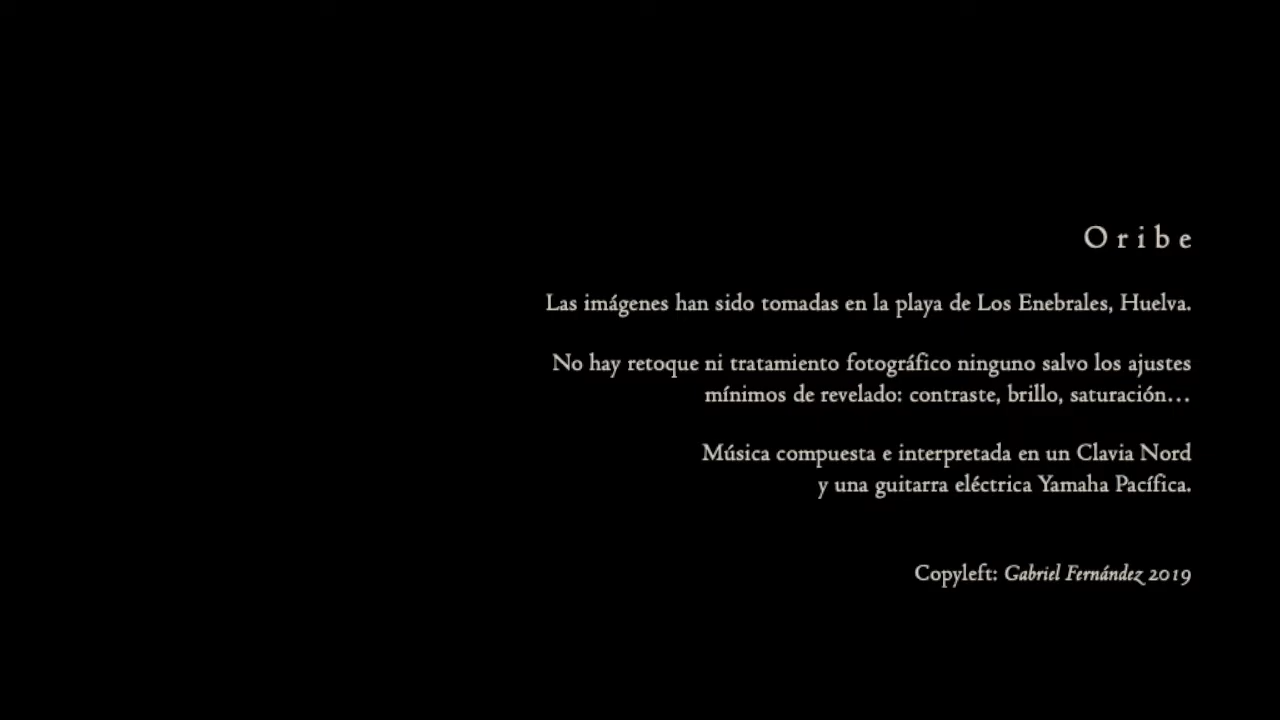 Oribe
Las imágenes han sido tomadas en la playa de Los Enebrales, Huelva.
No hay retoque ni tratamiento fotográfico ninguno salvo los ajustes
mínimos de revelado: contraste, brillo, saturación...
Música compuesta e interpretada en un Clavia Nord
y una guitarra eléctrica Yamaha Pacífica.
Copyleft: Gabriel Fernández 2019